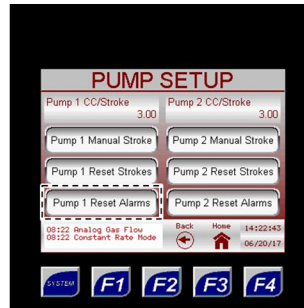 PUMP SETUP
Pump 1 CC/Stroke Pump 2 CC/Stroke
3.00 3.00
Pump 1 Manual Stroke Pump 2 Manual Stroke
Pump 1 Reset Strokes Pump 2 Reset Strokes
Pump 1 Reset Alarms Pump 2 Reset Alarms
08:22 Analog Gas Flow Back Home 14:22:43
08:22 Constant Rate Mode 06/20/17
SYSTEM F1 F2 F3 F4